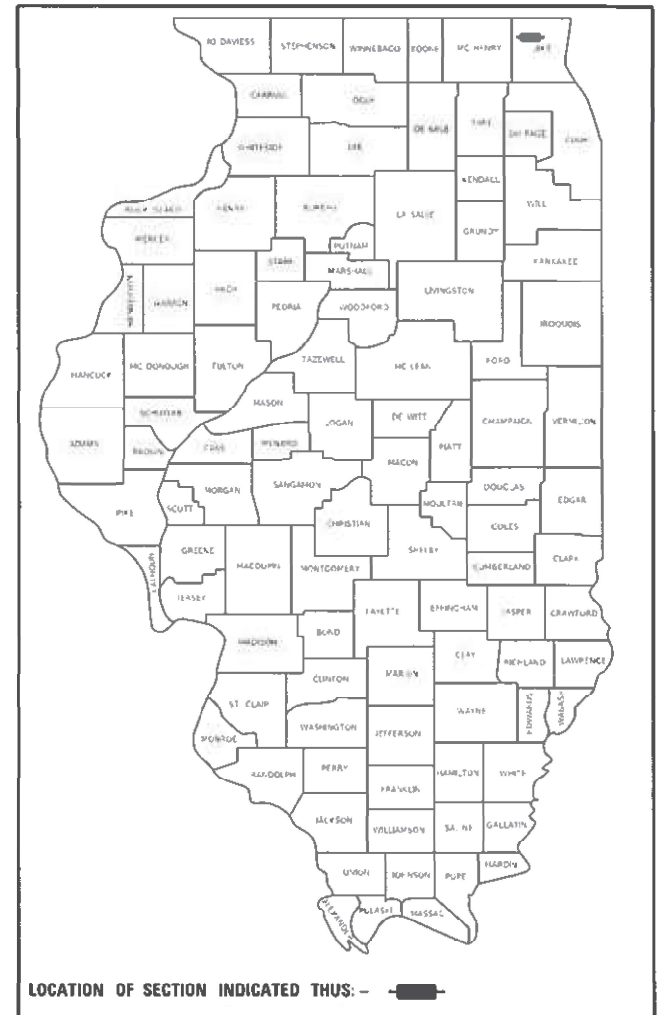 JO DAVIESS
STEPHENSON
WINNEBAGO
BOONE
MC HENRY
LAKE
CARROLL
OGLE
DE KALB
KANE
DU PAGE
COOK
WHITESIDE
LEE
KENDALL
WILL
ROCK ISLAND
HENRY
BUREAU
LA SALLE
GRUNDY
MERCER
PUTNAM
KANKAKEE
STARK
MARSHALL
HENDERSON
WARREN
KNOX
PEORIA
WOODFORD
LIVINGSTON
IROQUOIS
HANCOCK
MC DONOUGH
FULTON
TAZEWELL
MC LEAN
FORD
SCHUYLER
MASON
LOGAN
DE WITT
CHAMPAIGN
VERMILION
ADAMS
BROWN
CASS
MENARD
PIATT
MACON
PIKE
SCOTT
MORGAN
SANGAMON
CHRISTIAN
MOULTRIE
DOUGLAS
EDGAR
COLES
CALHOUN
GREENE
MACOUPIN
MONTGOMERY
SHELBY
CUMBERLAND
CLARK
JERSEY
FAYETTE
EFFINGHAM
JASPER
CRAWFORD
MADISON
BOND
CLAY
RICHLAND
LAWRENCE
CLINTON
MARION
ST. CLAIR
WASHINGTON
WAYNE
EDWARDS
WABASH
MONROE
JEFFERSON
RANDOLPH
PERRY
HAMILTON
WHITE
FRANKLIN
JACKSON
WILLIAMSON
SALINE
GALLATIN
UNION
JOHNSON
POPE
HARDIN
ALEXANDER
PULASKI
MASSAC
LOCATION OF SECTION INDICATED THUS: –